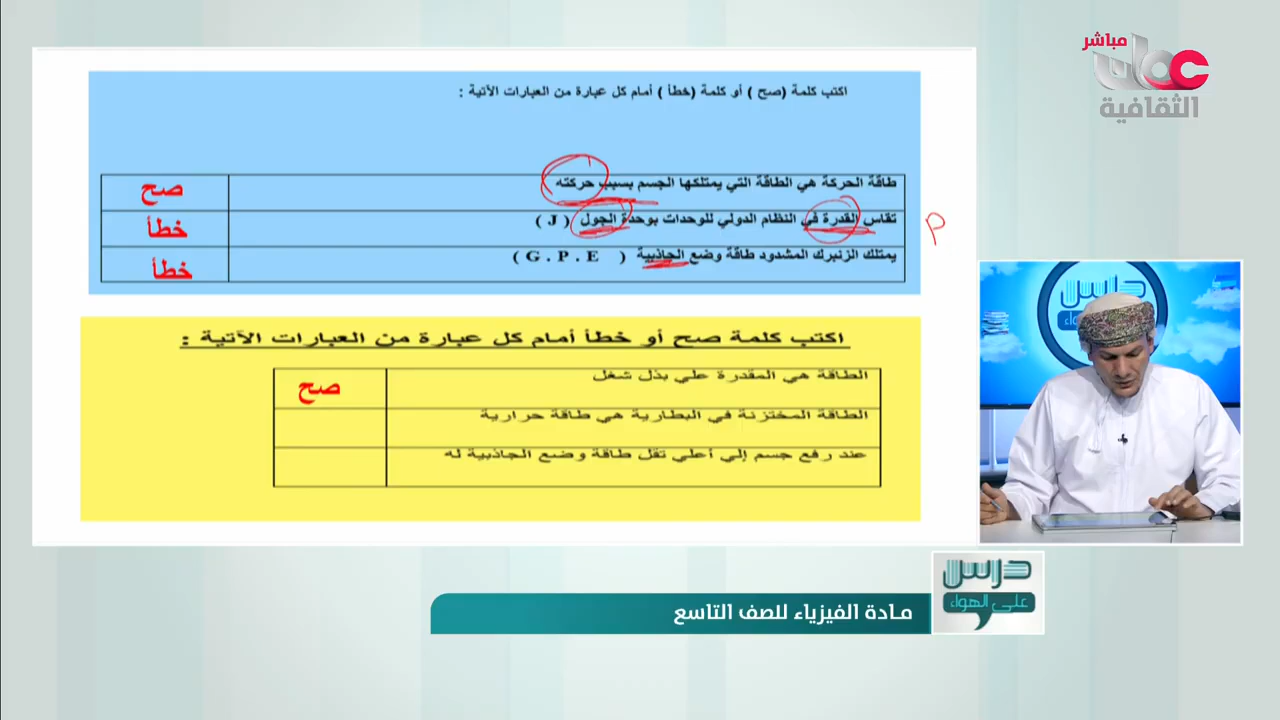 مباشر
عمان
الثقافية
اكتب كلمة (صح ) أو كلمة (خطأ ) أمام كل عبارة من العبارات الآتية :
طاقة الحركة هي الطاقة التي يمتلكها الجسم بسبب حركته
صح
تقاس القدرة في النظام الدولي للوحدات بوحدة الجول ( J )
خطأ
P
يمتلك الزنبرك المشدود طاقة وضع الجاذبية ( G . P . E )
خطأ
اكتب كلمة صح أو خطأ أمام كل عبارة من العبارات الآتية :
الطاقة هي المقدرة علي بذل شغل
صح
الطاقة المختزنة في البطارية هي طاقة حرارية
عند رفع جسم إلي أعلي تقل طاقة وضع الجاذبية له
درس
درس
على الهواء
مادة الفيزياء للصف التاسع